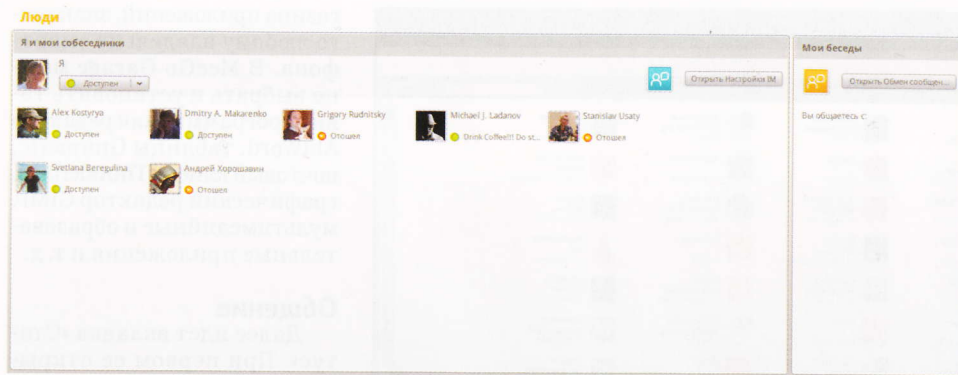 Люди
Я и мои собеседники
Я
Доступен
Открыть Настройки IM
Alex Kostyrya
Доступен
Dmitry A. Makarenko
Доступен
Grigory Rudnitsky
Отошел
Michael J. Ladanov
Drink Coffee!!! Do st...
Stanislav Usaty
Отошел
Svetlana Beregulina
Доступен
Андрей Хорошавин
Отошел
Мои беседы
Открыть Обмен сообщен...
Вы общаетесь с: